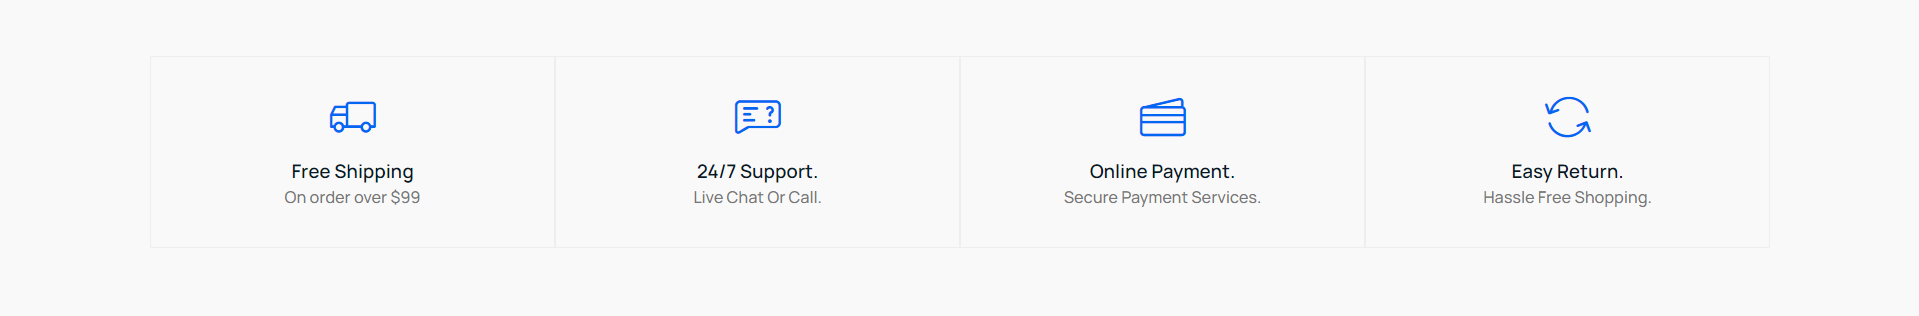 Free Shipping
On order over $99
?
24/7 Support.
Live Chat Or Call.
Online Payment.
Secure Payment Services.
Easy Return.
Hassle Free Shopping.